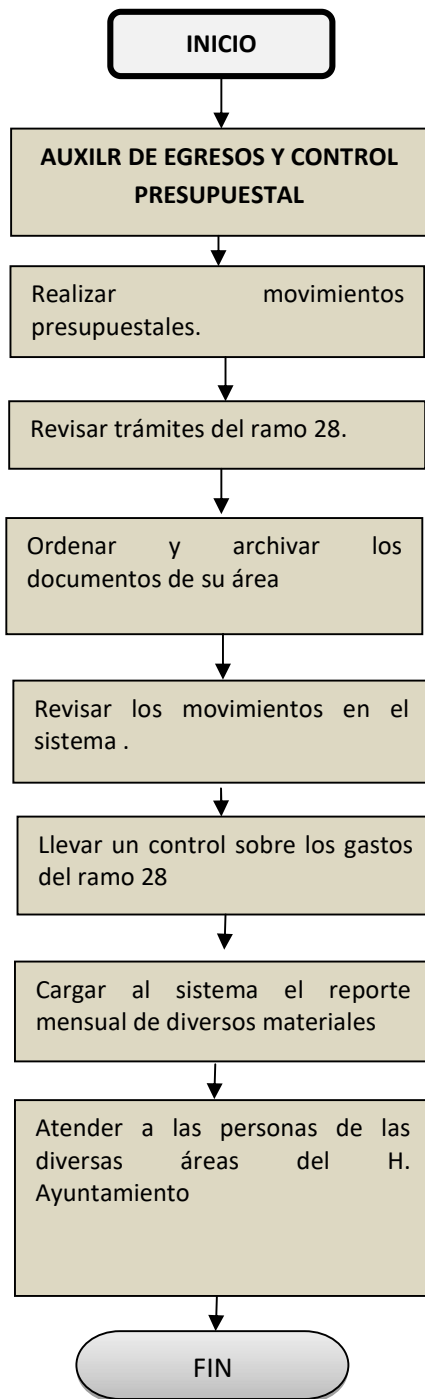 INICIO
AUXILR DE EGRESOS Y CONTROL
PRESUPUESTAL
Realizar movimientos
presupuestales.
Revisar trámites del ramo 28.
Ordenar y archivar los
documentos de su área
Revisar los movimientos en el
sistema .
Llevar un control sobre los gastos
del ramo 28
Cargar al sistema el reporte
mensual de diversos materiales
Atender a las personas de las
diversas áreas del H.
Ayuntamiento
FIN